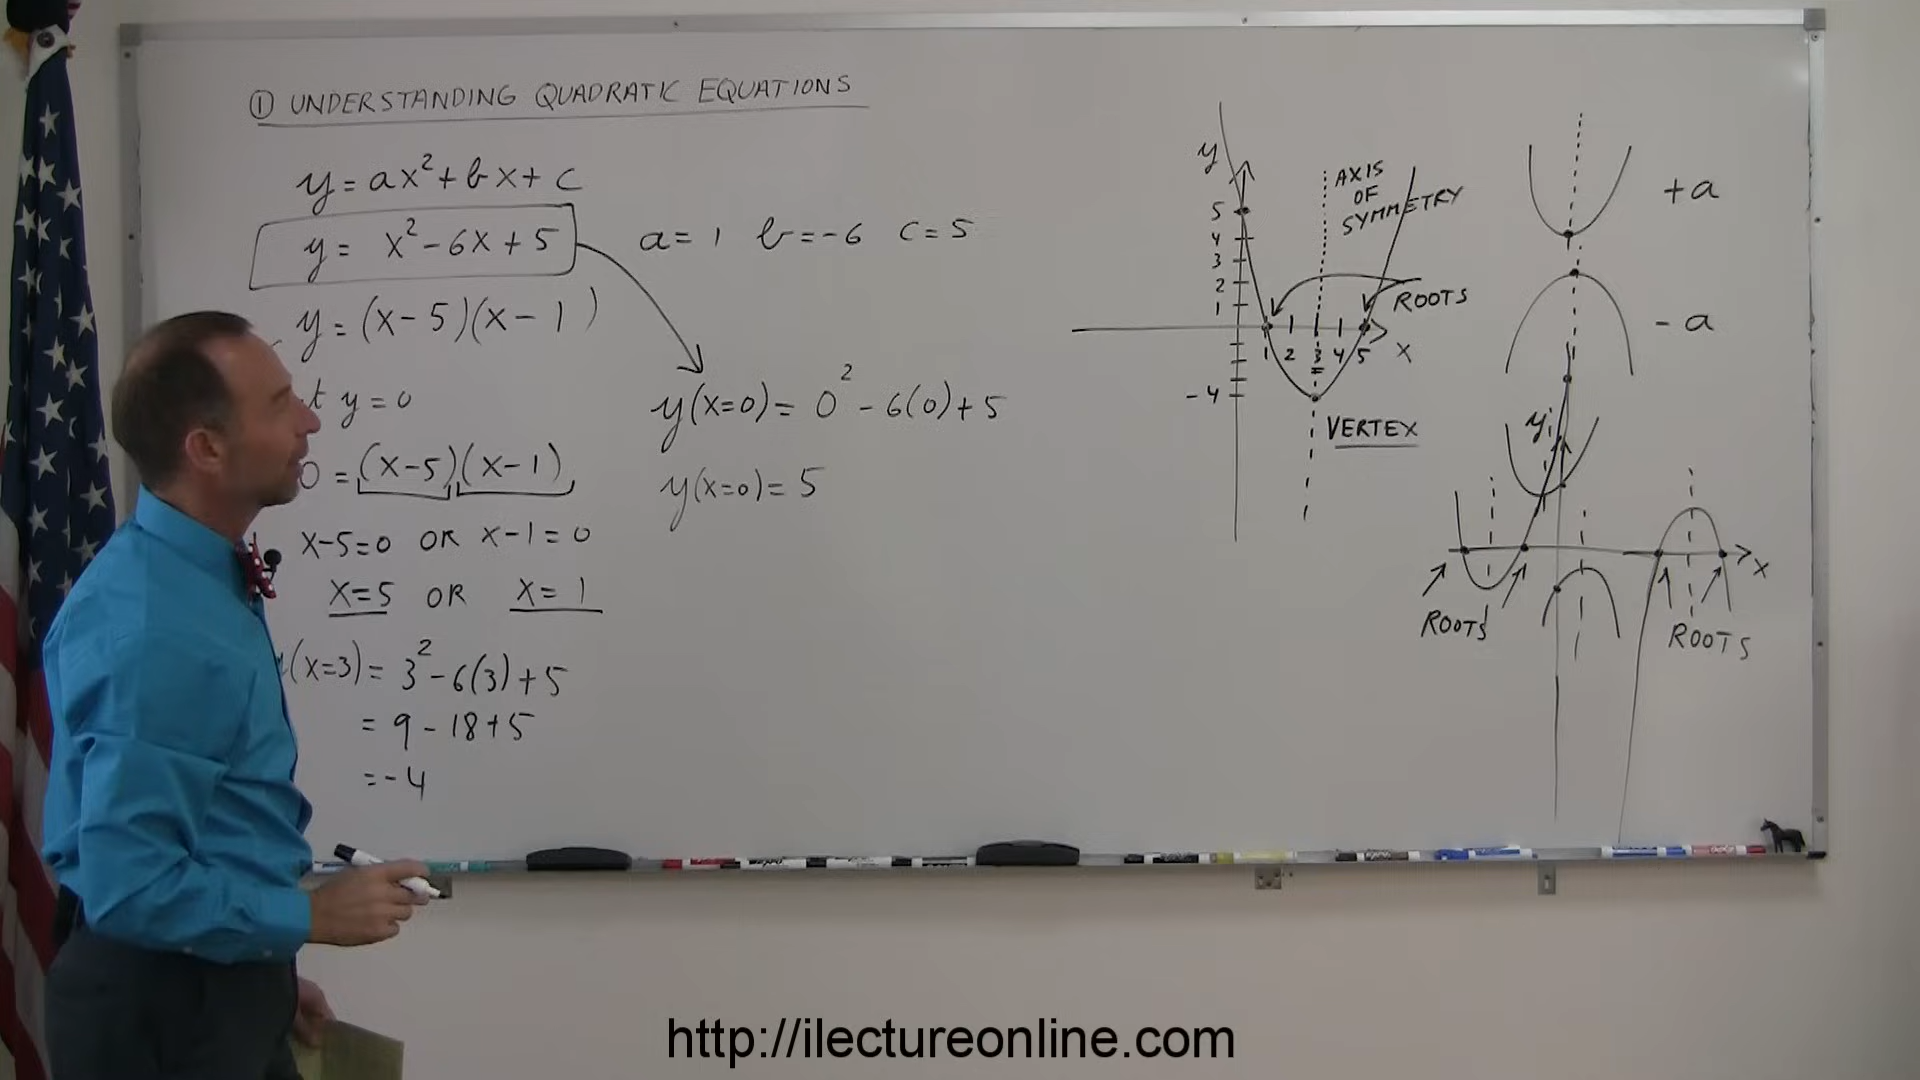 ① UNDERSTANDING QUADRATIC EQUATIONS
y = ax² + bx + c
y = x² - 6x + 5
a = 1 b = -6 c = 5
y = (x-5)(x-1)
y = 0
0 = (x-5)(x-1)
x-5=0 OR x-1=0
x=5 OR x=1
(x=3) = 3² - 6(3) + 5
= 9 - 18 + 5
= -4
y(x=0) = 0² - 6(0) + 5
y(x=0) = 5
y
5
4
3
2
1
-4
1 2 3 4 5 x
AXIS
OF
SYMMETRY
ROOTS
VERTEX
+a
-a
y
x
ROOTS
ROOTS
http://ilectureonline.com